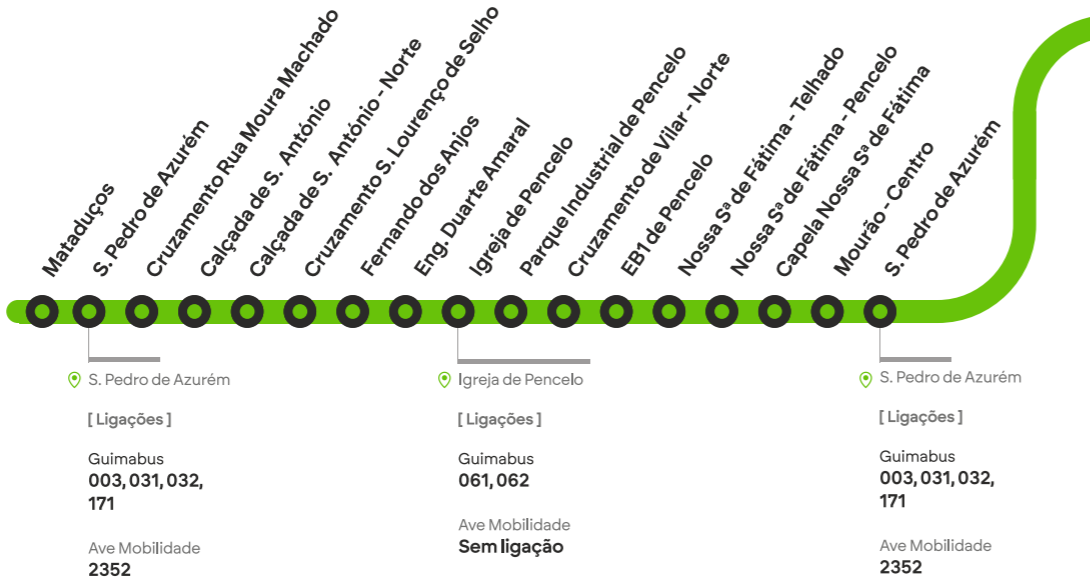 Mataduços
S. Pedro de Azurém
Cruzamento Rua Moura Machado
Calçada de S. António
Calçada de S. António - Norte
Cruzamento S. Lourenço de Selho
Fernando dos Anjos
Eng. Duarte Amaral
Igreja de Pencelo
Parque Industrial de Pencelo
Cruzamento de Vilar - Norte
EB1 de Pencelo
Nossa Sª de Fátima - Telhado
Nossa Sª de Fátima - Pencelo
Capela Nossa Sª de Fátima
Mourão - Centro
S. Pedro de Azurém
S. Pedro de Azurém
[ Ligações ]
Guimabus
003, 031, 032,
171
Ave Mobilidade
2352
Igreja de Pencelo
[ Ligações ]
Guimabus
061, 062
Ave Mobilidade
Sem ligação
S. Pedro de Azurém
[ Ligações ]
Guimabus
003, 031, 032,
171
Ave Mobilidade
2352